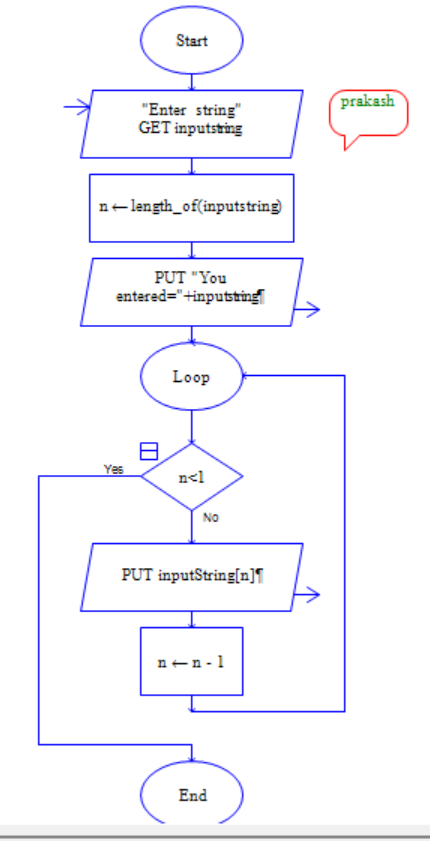 Start
"Enter string"
GET inputstring
prakash
n ← length_of(inputstring)
PUT "You
entered="+inputstring¶
Loop
Yes
n<1
No
PUT inputString[n]¶
n ← n - 1
End